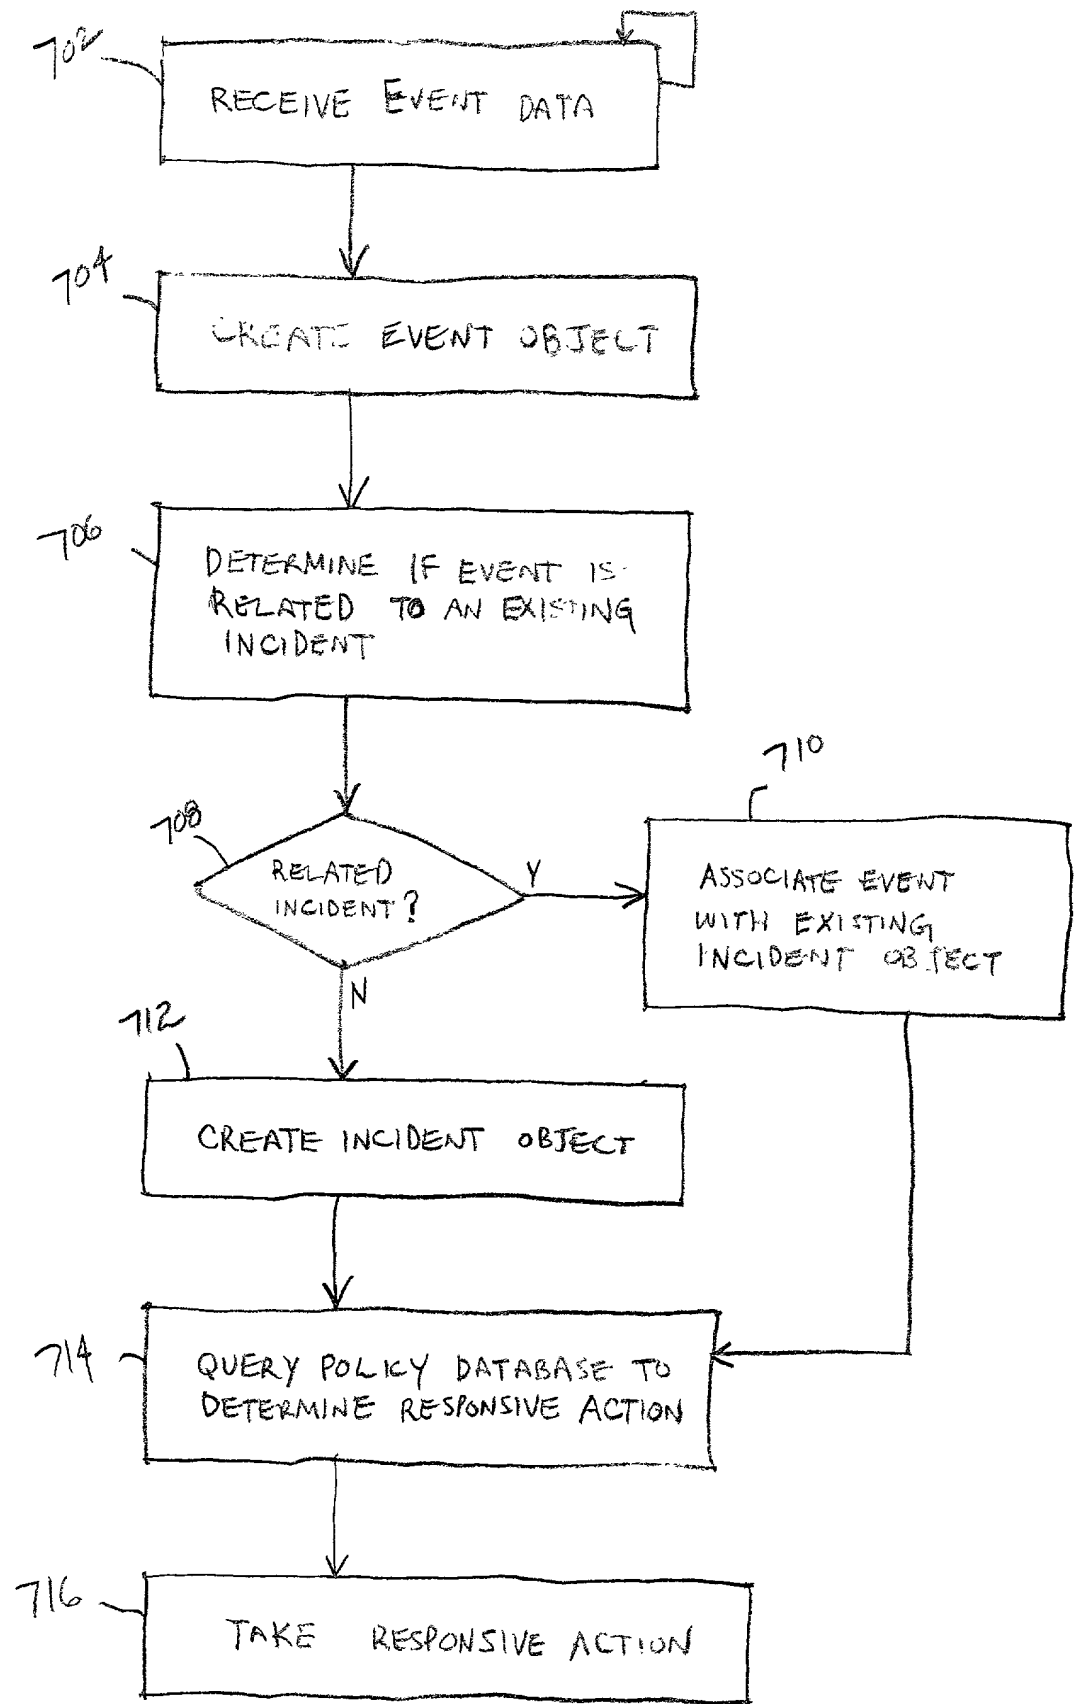 702
RECEIVE EVENT DATA
704
CREATE EVENT OBJECT
706
DETERMINE IF EVENT IS
RELATED TO AN EXISTING
INCIDENT
710
708
RELATED
INCIDENT?
Y
ASSOCIATE EVENT
WITH EXISTING
INCIDENT OBJECT
N
712
CREATE INCIDENT OBJECT
714
QUERY POLICY DATABASE TO
DETERMINE RESPONSIVE ACTION
716
TAKE RESPONSIVE ACTION